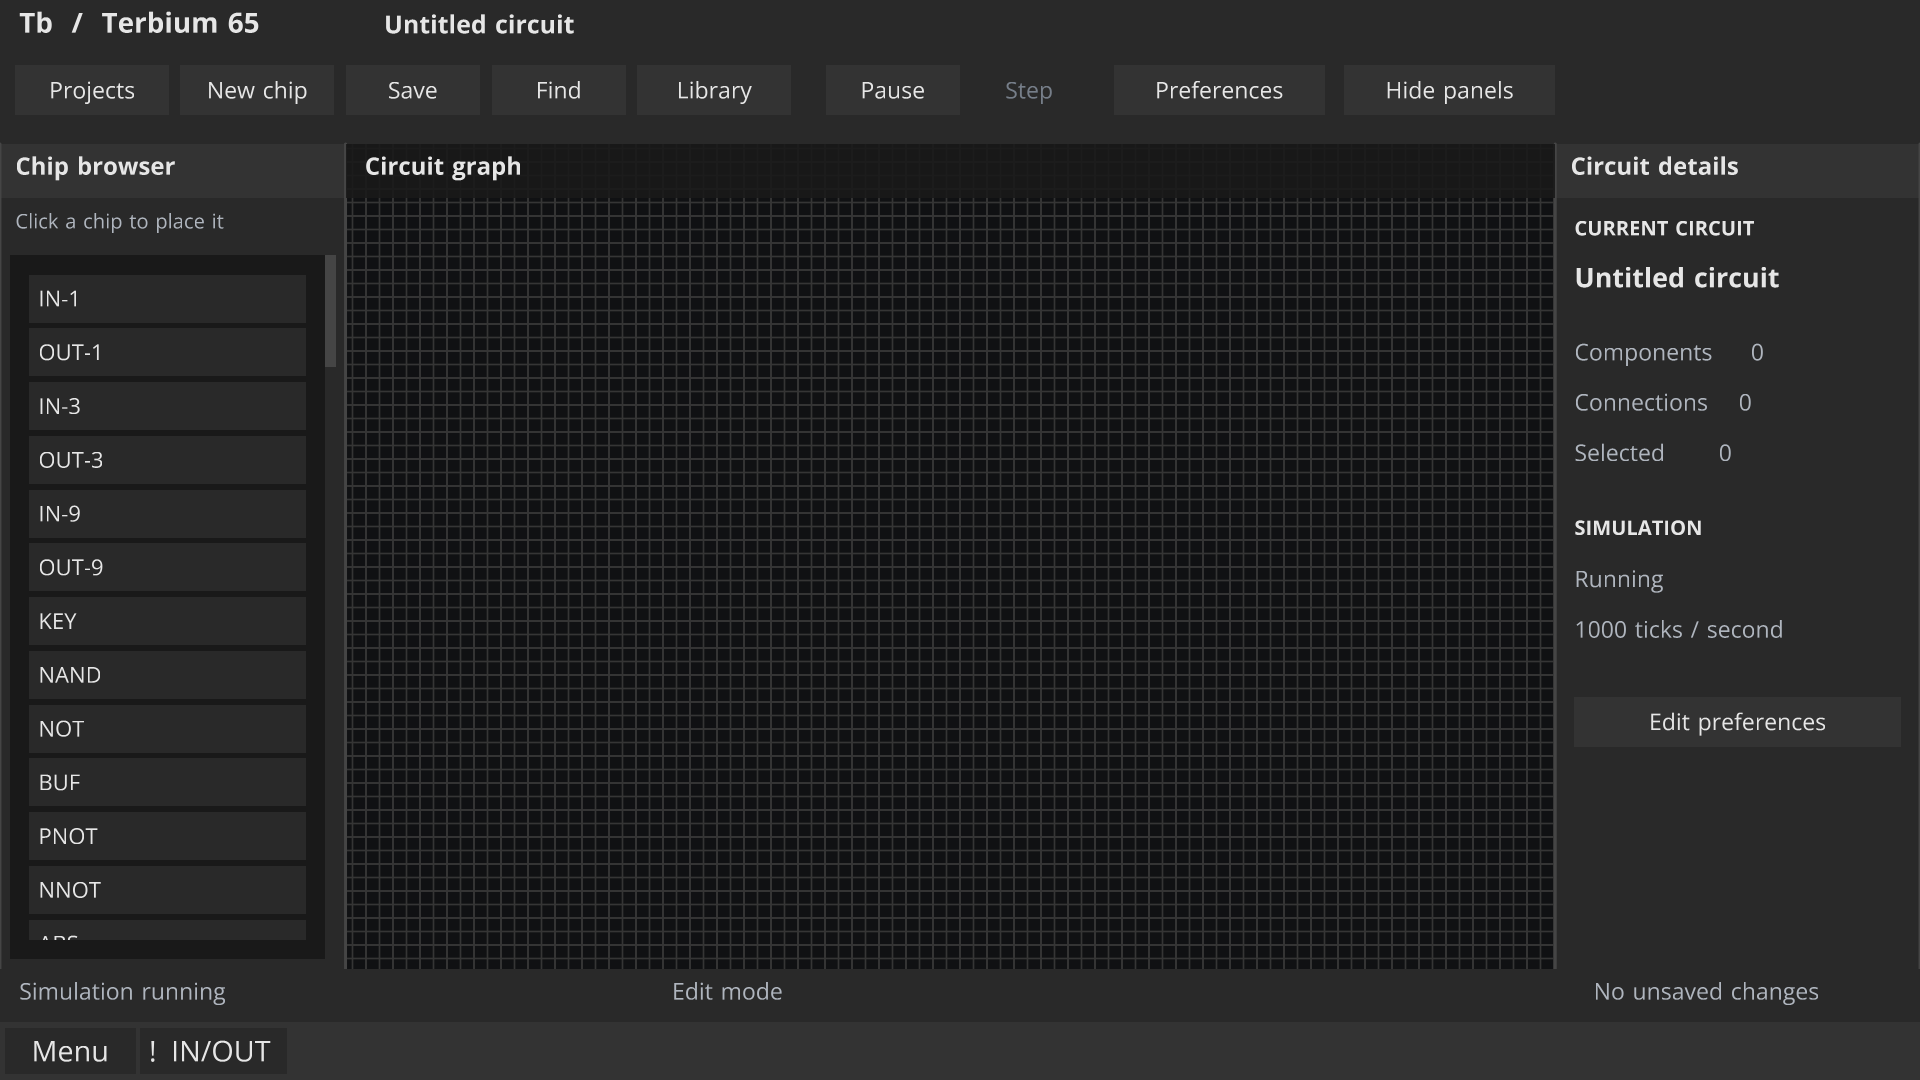 Tb / Terbium 65
Untitled circuit
Projects
New chip
Save
Find
Library
Pause
Step
Preferences
Hide panels
Chip browser
Click a chip to place it
IN-1
OUT-1
IN-3
OUT-3
IN-9
OUT-9
KEY
NAND
NOT
BUF
PNOT
NNOT
Circuit graph
Circuit details
CURRENT CIRCUIT
Untitled circuit
Components 0
Connections 0
Selected 0
SIMULATION
Running
1000 ticks / second
Edit preferences
Simulation running
Edit mode
No unsaved changes
Menu
! IN/OUT